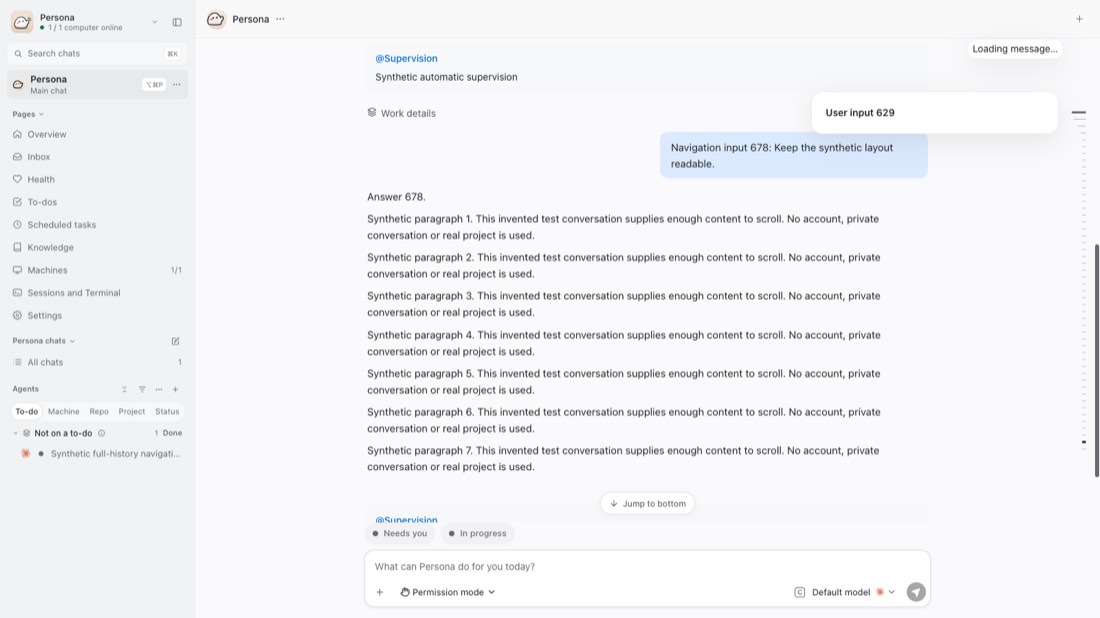 Persona
1 / 1 computer online
Search chats
⌘K
Persona
Main chat
⌥⌘P
Pages
Overview
Inbox
Health
To-dos
Scheduled tasks
Knowledge
Machines
1/1
Sessions and Terminal
Settings
Persona chats
All chats
1
Agents
To-do
Machine
Repo
Project
Status
Not on a to-do
1 Done
Synthetic full-history navigati...
Persona
Loading message...
@Supervision
Synthetic automatic supervision
Work details
User input 629
Navigation input 678: Keep the synthetic layout
readable.
Answer 678.
Synthetic paragraph 1. This invented test conversation supplies enough content to scroll. No account, private
conversation or real project is used.
Synthetic paragraph 2. This invented test conversation supplies enough content to scroll. No account, private
conversation or real project is used.
Synthetic paragraph 3. This invented test conversation supplies enough content to scroll. No account, private
conversation or real project is used.
Synthetic paragraph 4. This invented test conversation supplies enough content to scroll. No account, private
conversation or real project is used.
Synthetic paragraph 5. This invented test conversation supplies enough content to scroll. No account, private
conversation or real project is used.
Synthetic paragraph 6. This invented test conversation supplies enough content to scroll. No account, private
conversation or real project is used.
Synthetic paragraph 7. This invented test conversation supplies enough content to scroll. No account, private
conversation or real project is used.
Jump to bottom
@Supervision
Needs you
In progress
What can Persona do for you today?
Permission mode
C
Default model